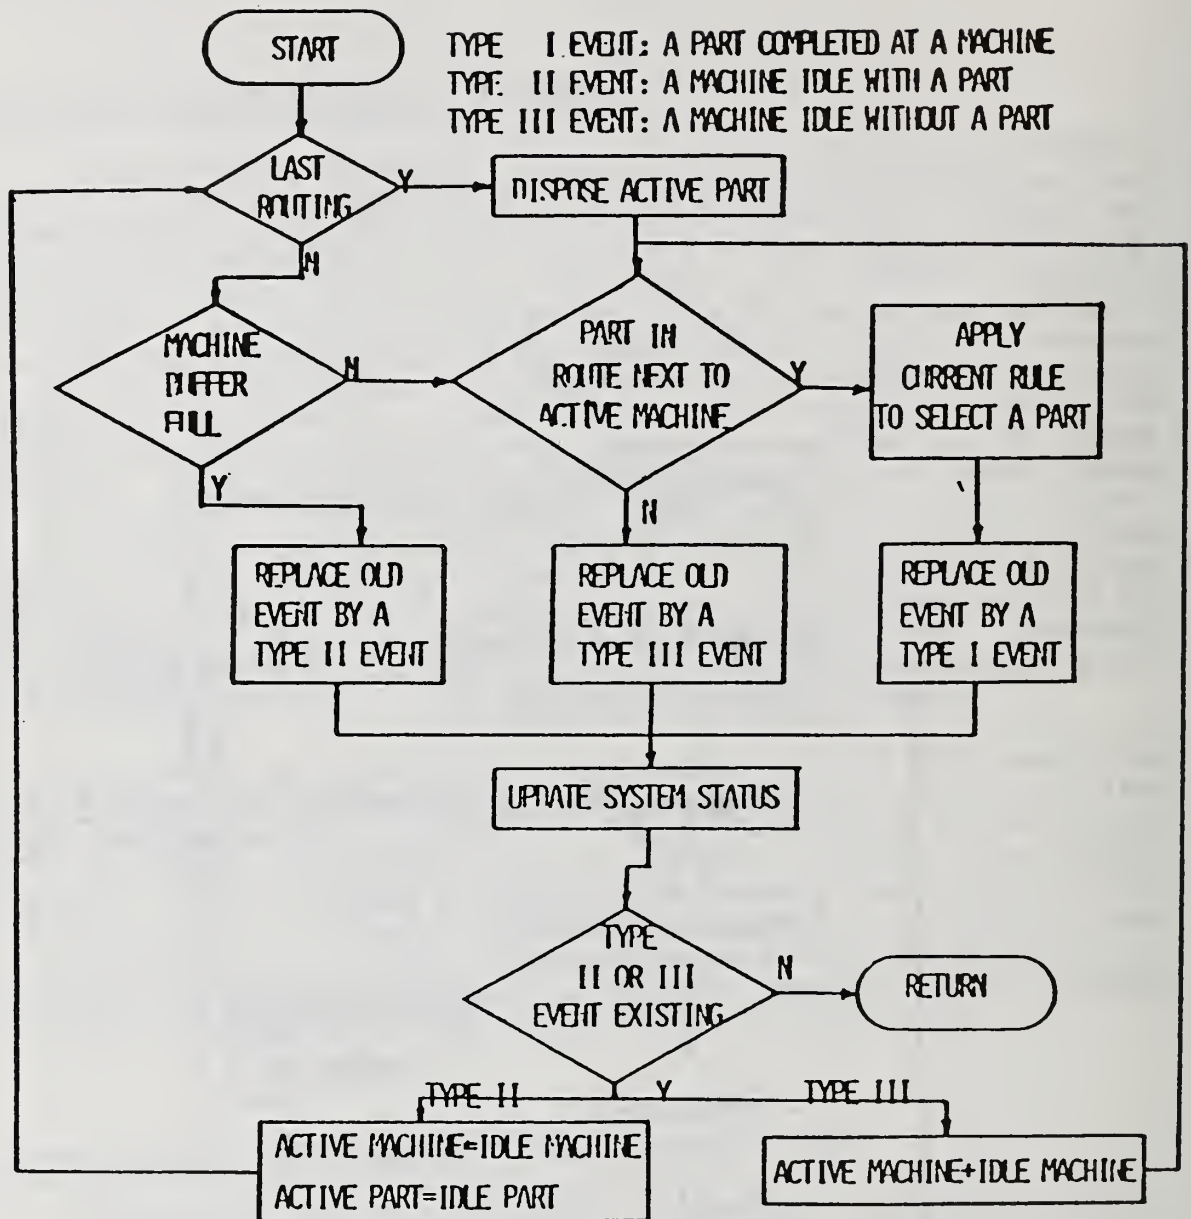 START
TYPE I EVENT: A PART COMPLETED AT A MACHINE
TYPE II EVENT: A MACHINE IDLE WITH A PART
TYPE III EVENT: A MACHINE IDLE WITHOUT A PART
LAST
ROUTING
Y
DISPOSE ACTIVE PART
N
MACHINE
BUFFER
FULL
N
PART IN
ROUTE NEXT TO
ACTIVE MACHINE
Y
APPLY
CURRENT RULE
TO SELECT A PART
Y
N
REPLACE OLD
EVENT BY A
TYPE II EVENT
REPLACE OLD
EVENT BY A
TYPE III EVENT
REPLACE OLD
EVENT BY A
TYPE I EVENT
UPDATE SYSTEM STATUS
TYPE
II OR III
EVENT EXISTING
N
RETURN
TYPE II
Y
TYPE III
ACTIVE MACHINE=IDLE MACHINE
ACTIVE PART=IDLE PART
ACTIVE MACHINE+IDLE MACHINE